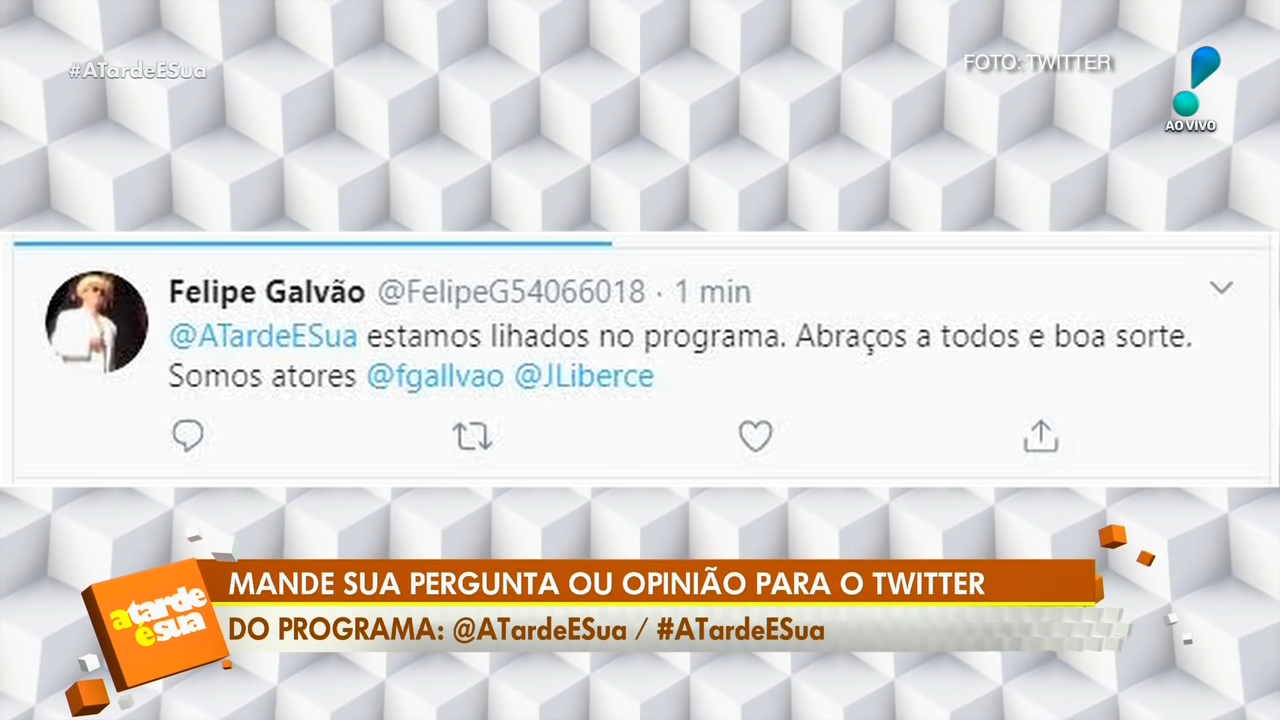 #ATardeESua
FOTO: TWITTER
AO VIVO
Felipe Galvão @FelipeG54066018 · 1 min
@ATardeESua estamos lihados no programa. Abraços a todos e boa sorte.
Somos atores @fgallvao @JLiberce
a tarde
é sua
MANDE SUA PERGUNTA OU OPINIÃO PARA O TWITTER
DO PROGRAMA: @ATardeESua / #ATardeESua